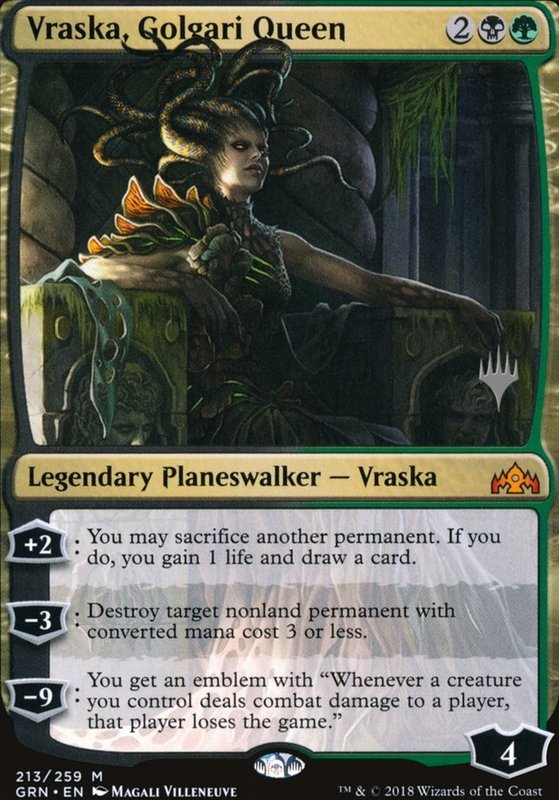 Vraska, Golgari Queen 2
Legendary Planeswalker — Vraska
+2 : You may sacrifice another permanent. If you
do, you gain 1 life and draw a card.
-3 : Destroy target nonland permanent with
converted mana cost 3 or less.
-9 : You get an emblem with “Whenever a creature
you control deals combat damage to a player,
that player loses the game.”
4
213/259 M
GRN • EN Magali Villeneuve
™ & © 2018 Wizards of the Coast